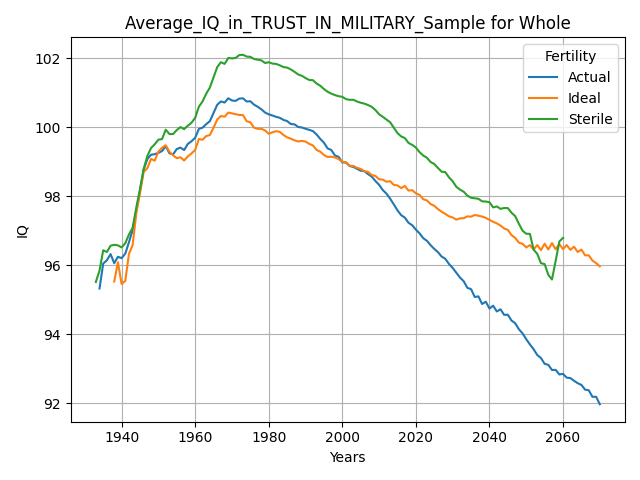 Average_IQ_in_TRUST_IN_MILITARY_Sample for Whole
Fertility
Actual
Ideal
Sterile
IQ
102
100
98
96
94
92
1940 1960 1980 2000 2020 2040 2060
Years